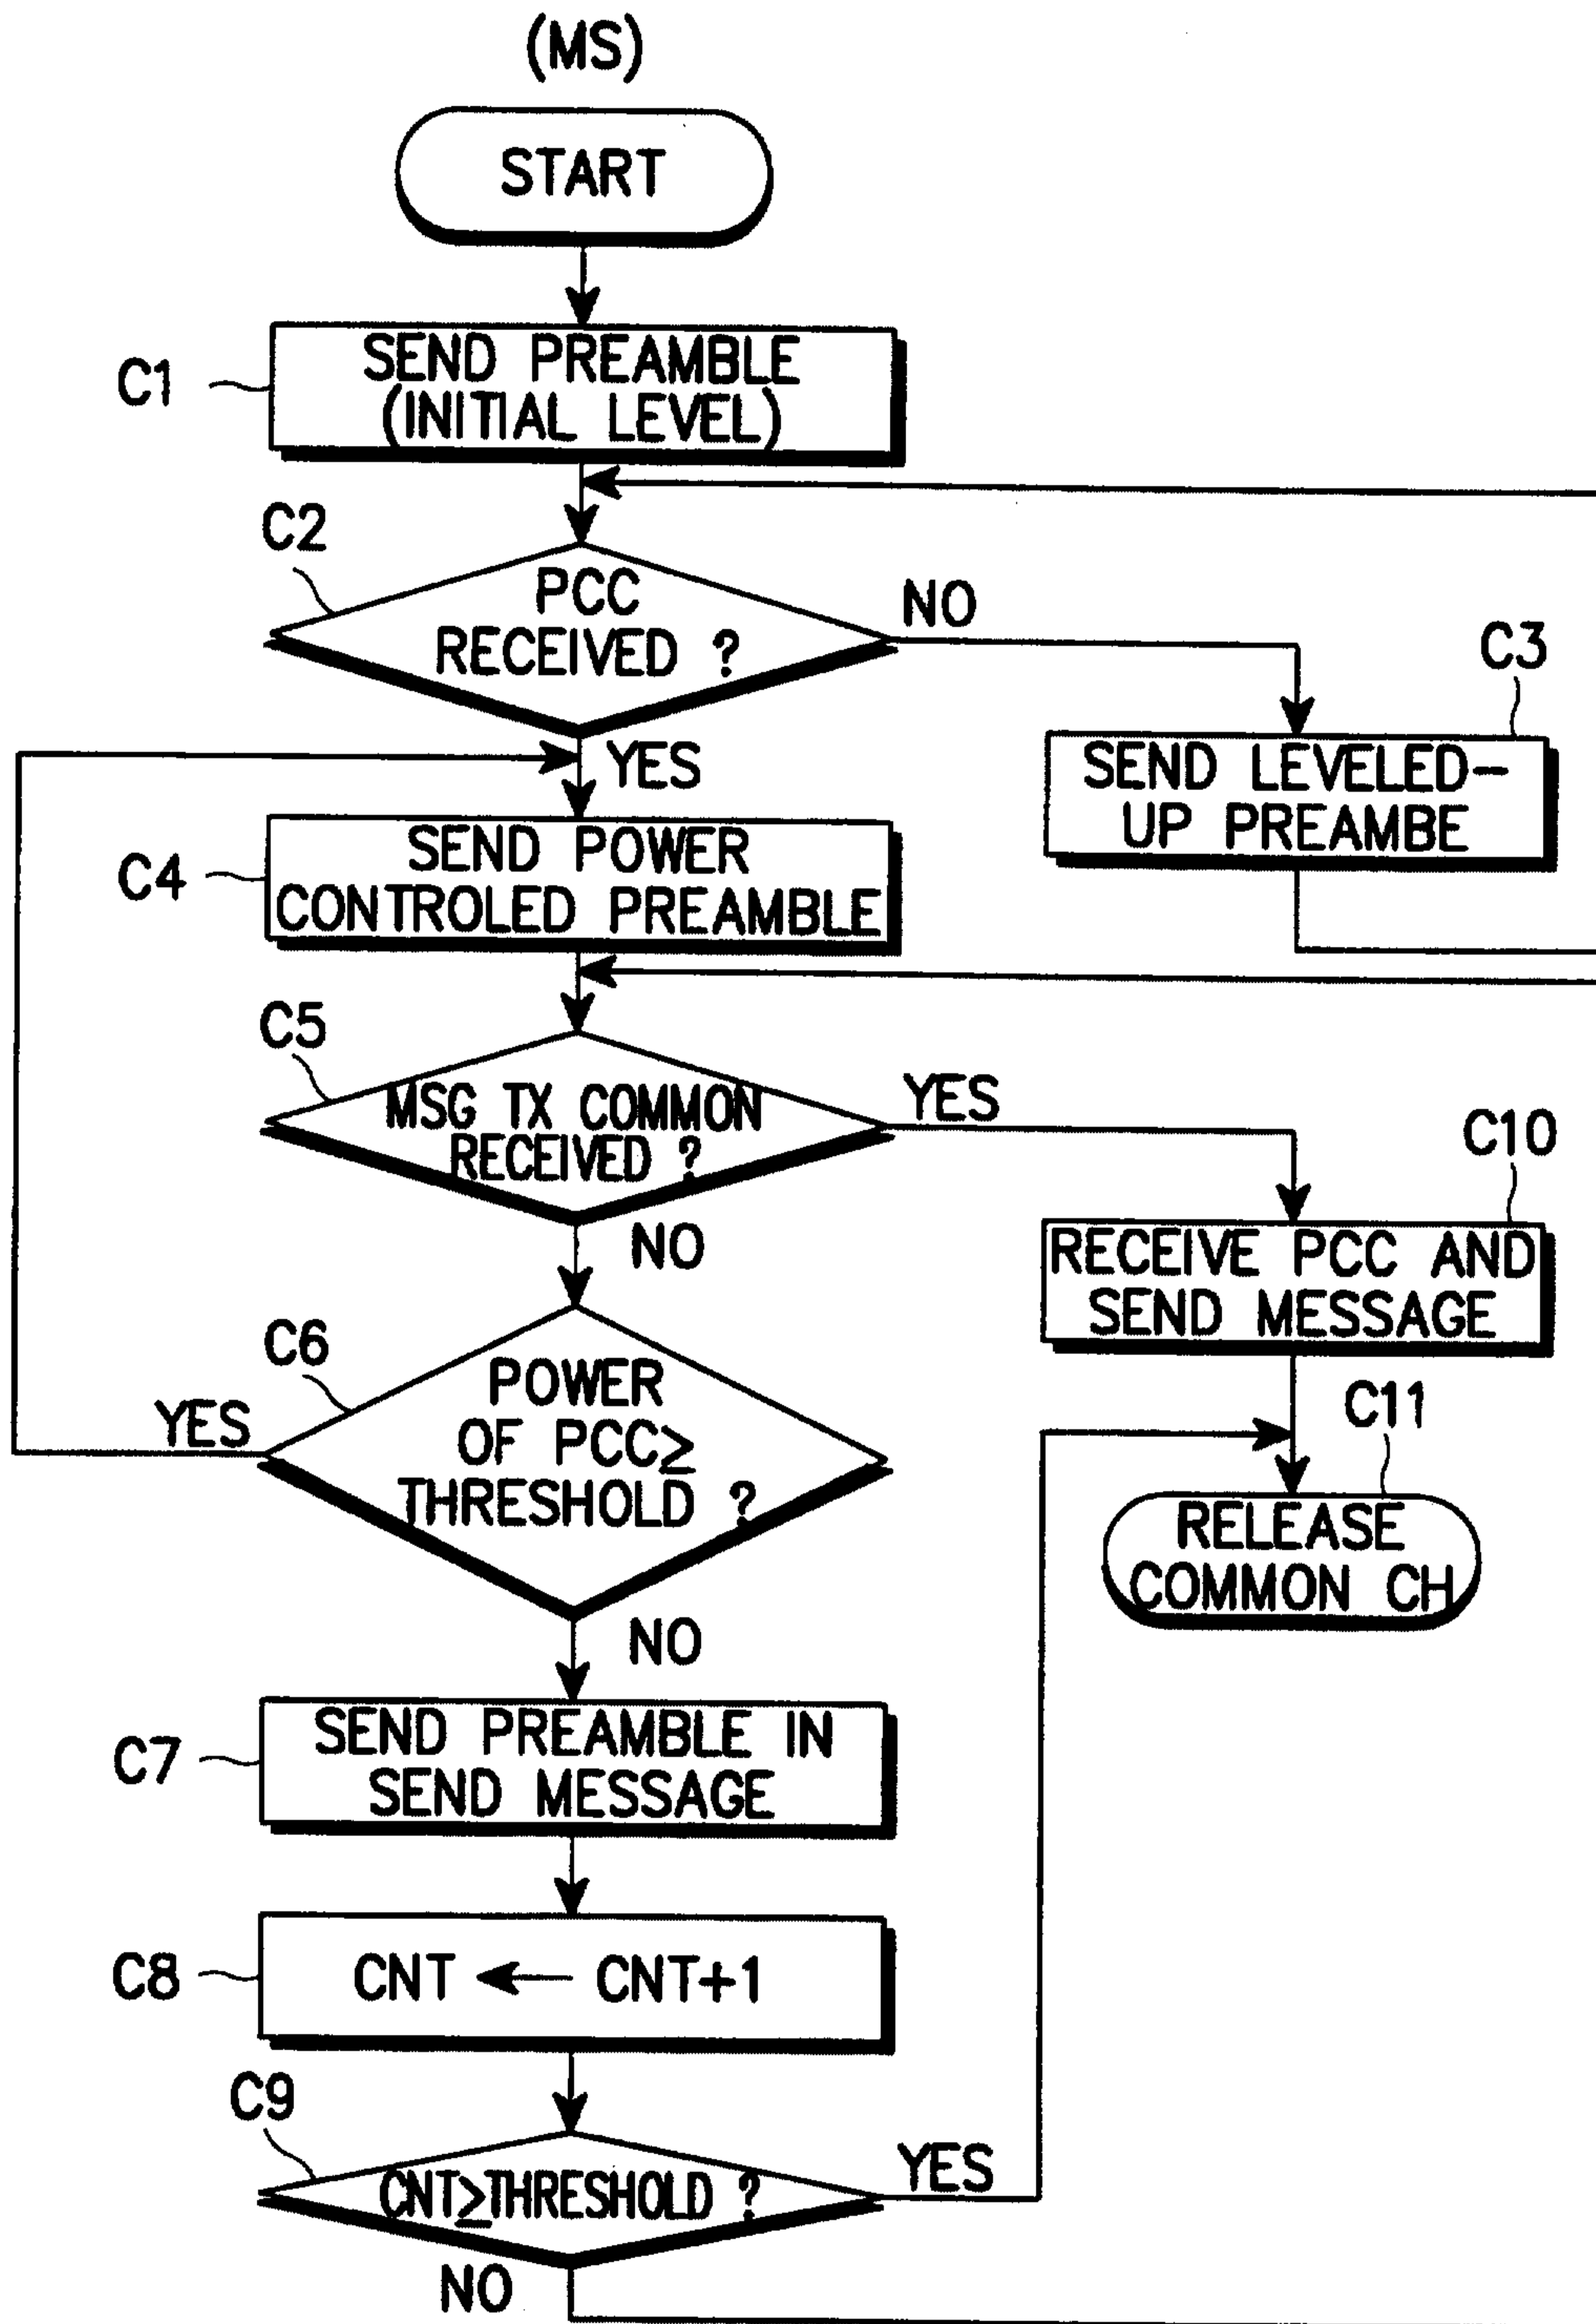 (MS)
START
C1
SEND PREAMBLE
(INITIAL LEVEL)
C2
PCC
RECEIVED ?
NO
C3
SEND LEVELED-
UP PREAMBE
YES
C4
SEND POWER
CONTROLED PREAMBLE
C5
MSG TX COMMON
RECEIVED ?
YES
C10
RECEIVE PCC AND
SEND MESSAGE
NO
C6
POWER
OF PCC≥
THRESHOLD ?
YES
C11
RELEASE
COMMON CH
NO
C7
SEND PREAMBLE IN
SEND MESSAGE
C8
CNT ← CNT+1
C9
CNT≥THRESHOLD ?
YES
NO